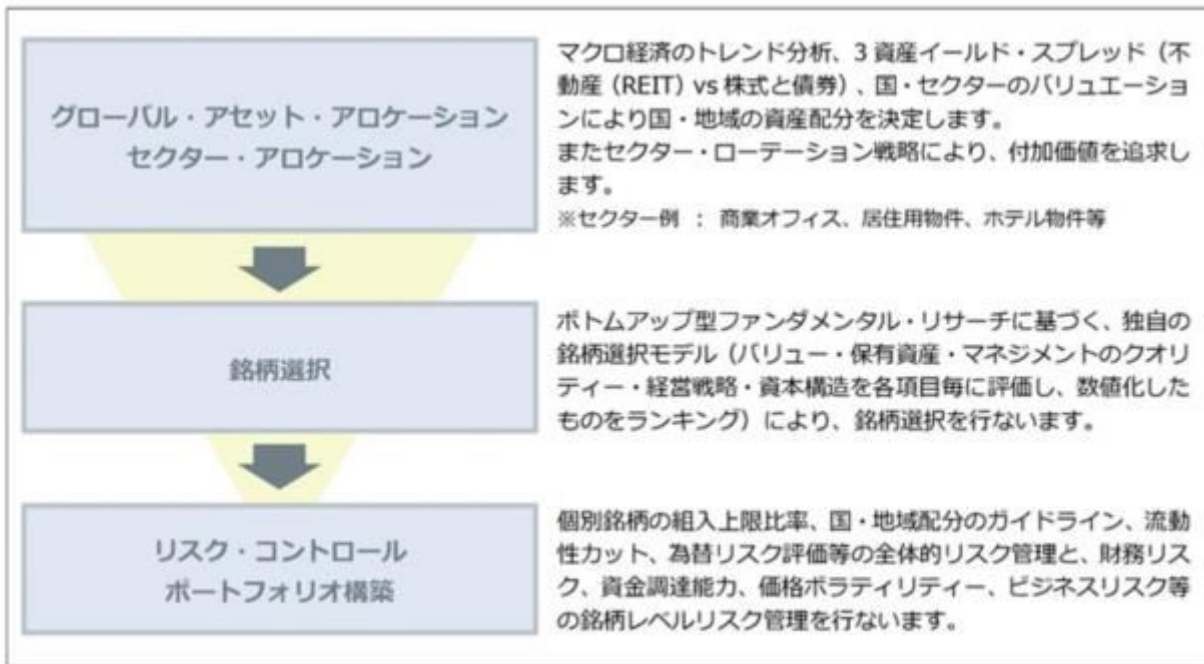 グローバル・アセット・アロケーション
セクター・アロケーション
マクロ経済のトレンド分析、3 資産イールド・スプレッド（不
動産（REIT）vs 株式と債券）、国・セクターのバリュエーショ
ンにより国・地域の資産配分を決定します。
またセクター・ローテーション戦略により、付加価値を追求し
ます。
※セクター例 ： 商業オフィス、居住用物件、ホテル物件等
銘柄選択
ボトムアップ型ファンダメンタル・リサーチに基づく、独自の
銘柄選択モデル（バリュー・保有資産・マネジメントのクオリ
ティー・経営戦略・資本構造を各項目毎に評価し、数値化した
ものをランキング）により、銘柄選択を行ないます。
リスク・コントロール
ポートフォリオ構築
個別銘柄の組入上限比率、国・地域配分のガイドライン、流動
性カット、為替リスク評価等の全体的リスク管理と、財務リス
ク、資金調達能力、価格ボラティリティー、ビジネスリスク等
の銘柄レベルリスク管理を行ないます。